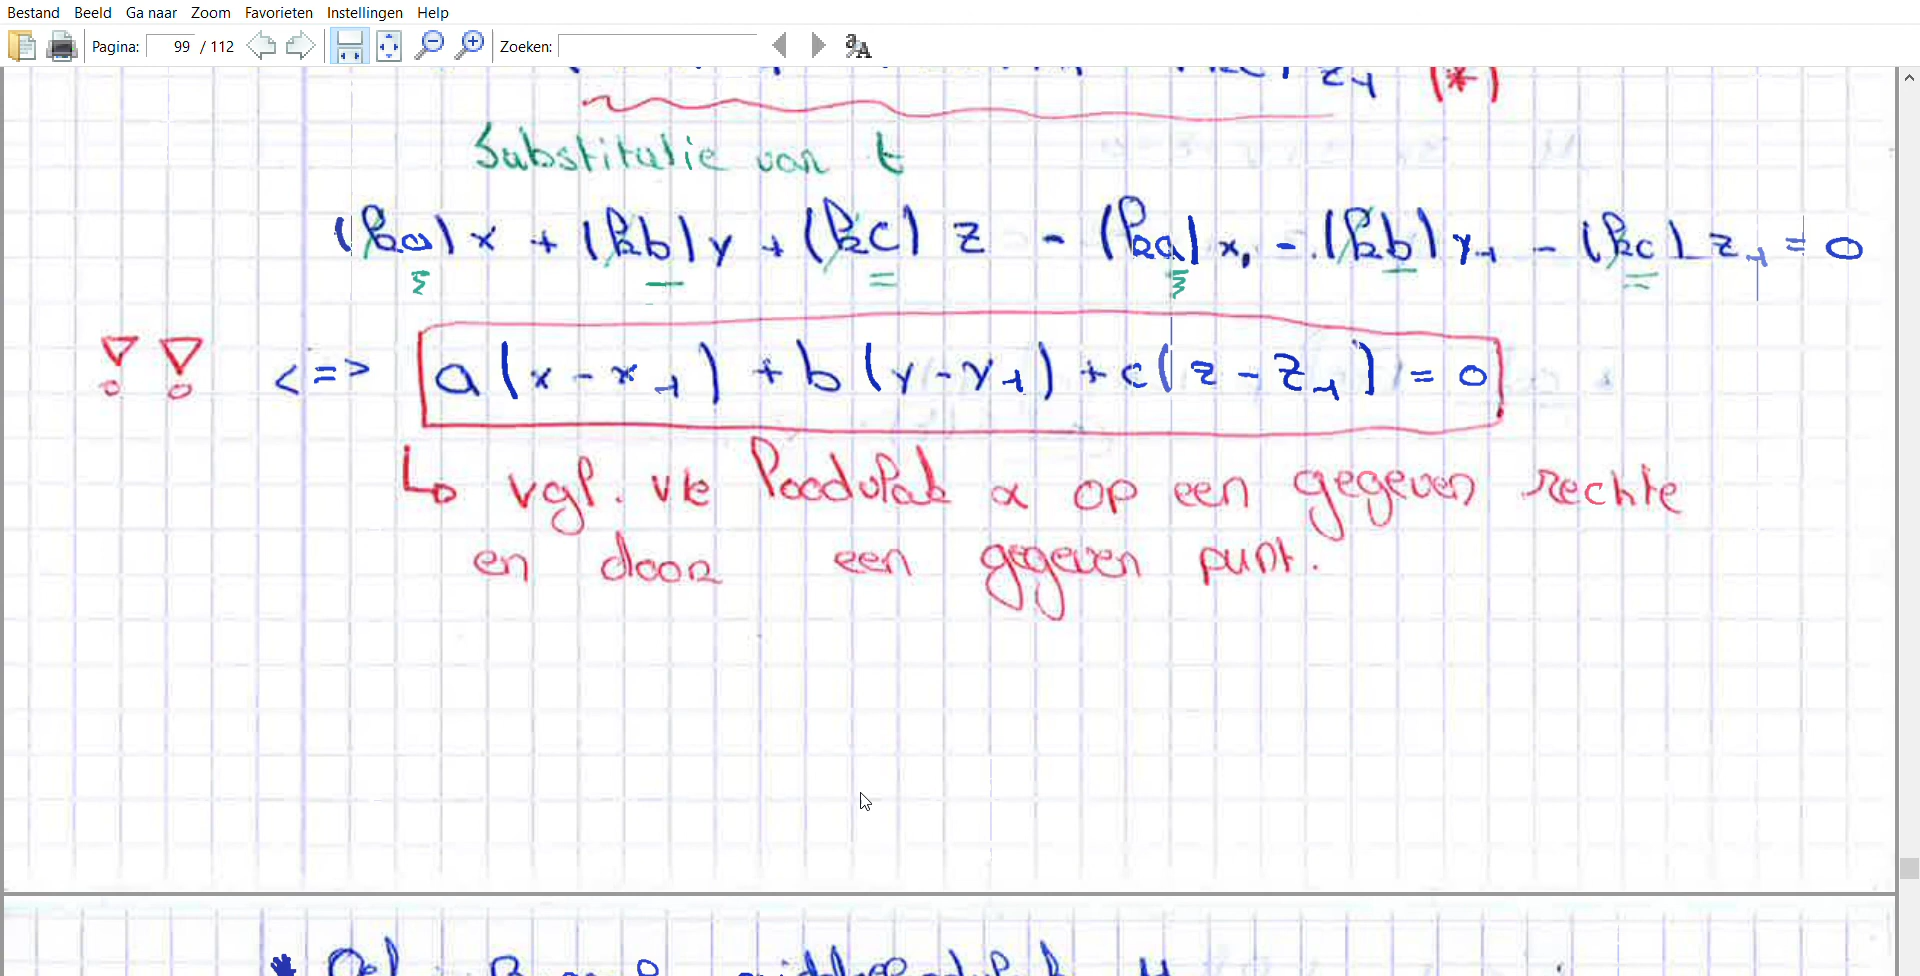 Bestand Beeld Ga naar Zoom Favorieten Instellingen Help
Pagina: 99 / 112 Zoeken:
z₁ (*)
Substitutie van t
(ka)x + (kb)y + (kc)z - (ka)x₁ - (kb)y₁ - (kc)z₁ = 0
<=> a(x-x₁) + b(y-y₁) + c(z-z₁) = 0
↳ vgl. vh loodvlak α op een gegeven rechte
en door een gegeven punt.